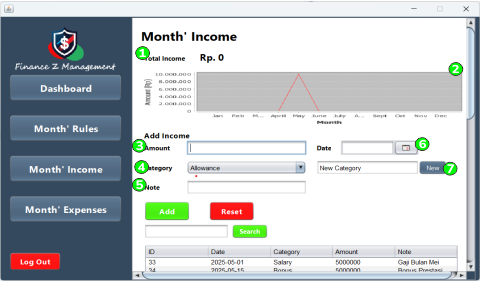 Month' Income
Finance Z Management
Dashboard
Month' Rules
Month' Income
Month' Expenses
Log Out
1 Total Income Rp. 0
2
Amount (Rp)
10,000,000
8,000,000
6,000,000
4,000,000
2,000,000
0
Jan Feb M... April May June July A... Sept Oct Nov Dec
Month
Add Income
3 Amount
Date
6
4 Category
Allowance
New Category
New
7
5 Note
Add
Reset
Search
ID Date Category Amount Note
33 2025-05-01 Salary 5000000 Gaji Bulan Mei
34 2025-05-15 Bonus 5000000 Bonus Prestasi